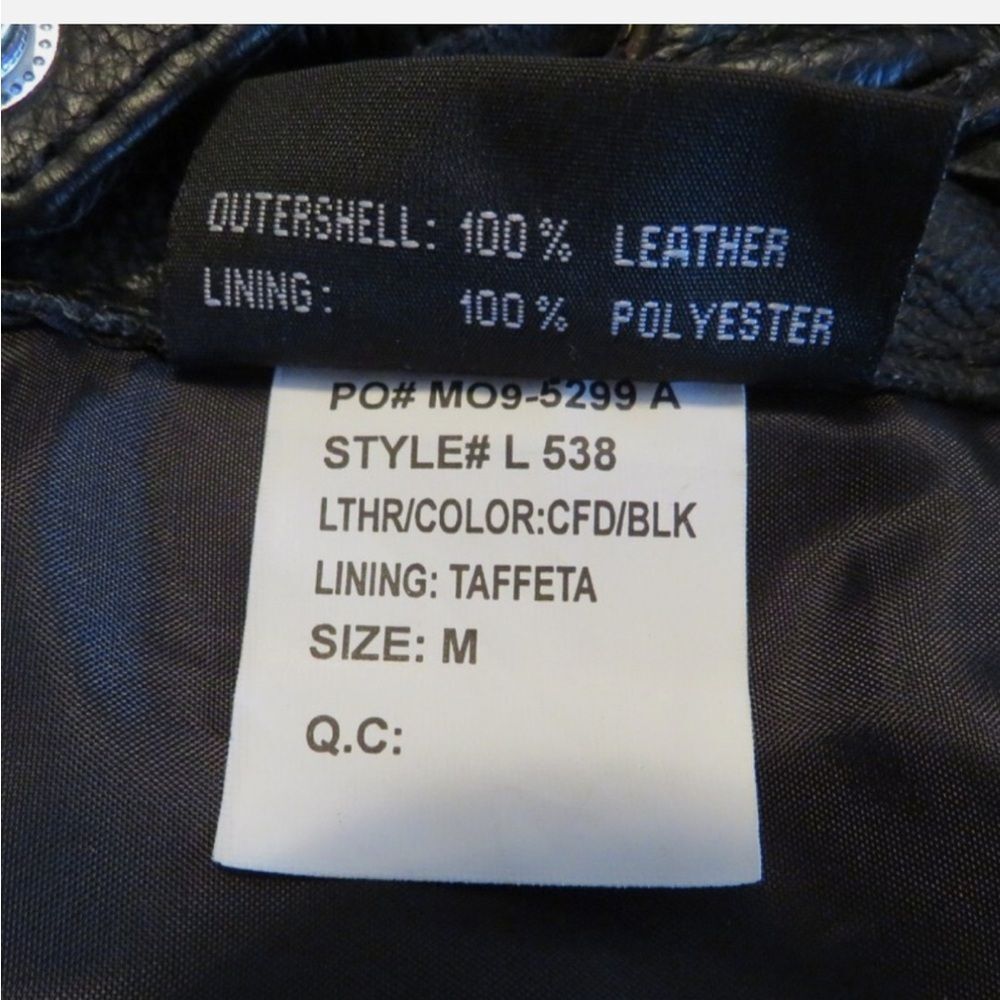 OUTERSHELL: 100% LEATHER
LINING: 100% POLYESTER
PO# MO9-5299 A
STYLE# L 538
LTHR/COLOR:CFD/BLK
LINING: TAFFETA
SIZE: M
Q.C: